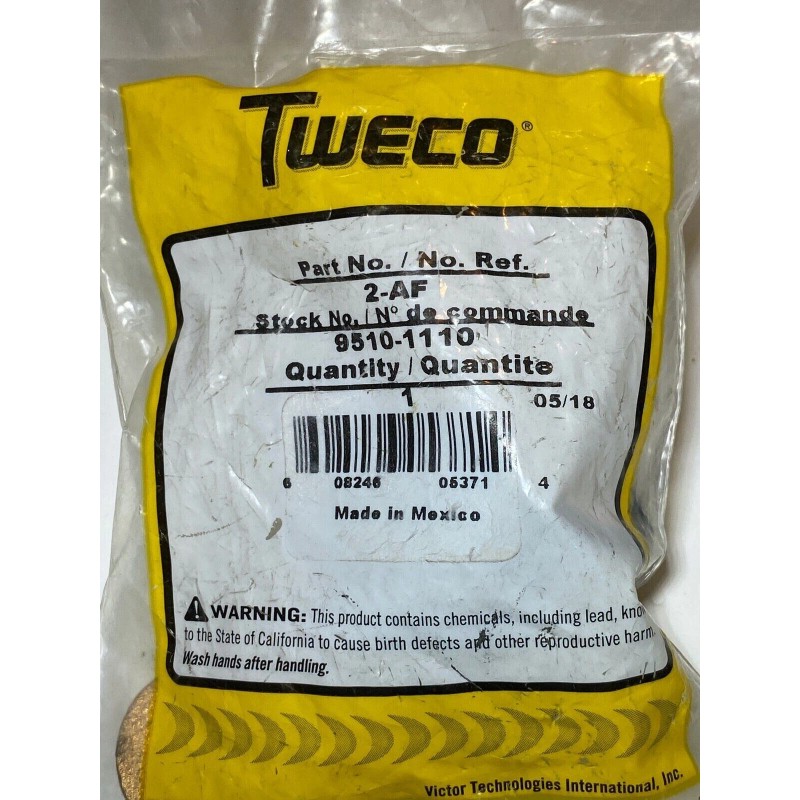 TWECO®
Part No. / No. Ref.
2-AF
Stock No. / N° de commande
9510-1110
Quantity / Quantite
1 05/18
6 08246 05371 4
Made in Mexico
WARNING: This product contains chemicals, including lead, know
to the State of California to cause birth defects and other reproductive harm.
Wash hands after handling.
Victor Technologies International, Inc.